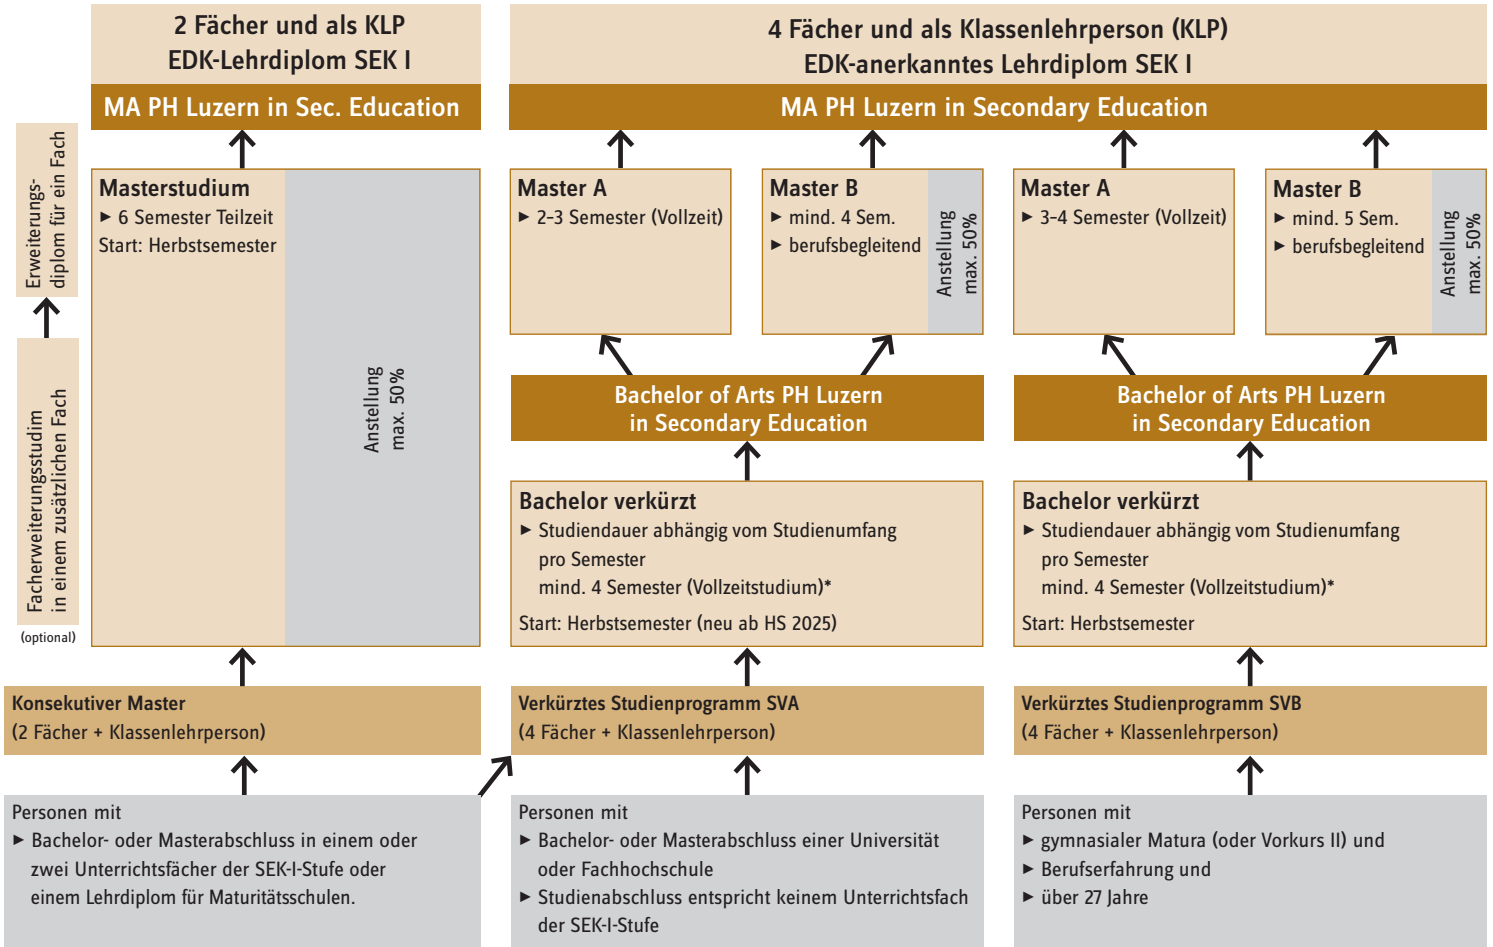 2 Fächer und als KLP
EDK-Lehrdiplom SEK I
MA PH Luzern in Sec. Education
4 Fächer und als Klassenlehrperson (KLP)
EDK-anerkanntes Lehrdiplom SEK I
MA PH Luzern in Secondary Education
Erweiterungs-
diplom für ein Fach
Facherweiterungsstudim
in einem zusätzlichen Fach
(optional)
Masterstudium
► 6 Semester Teilzeit
Start: Herbstsemester
Anstellung
max. 50%
Master A
► 2–3 Semester (Vollzeit)
Master B
► mind. 4 Sem.
► berufsbegleitend
Anstellung
max. 50%
Master A
► 3–4 Semester (Vollzeit)
Master B
► mind. 5 Sem.
► berufsbegleitend
Anstellung
max. 50%
Bachelor of Arts PH Luzern
in Secondary Education
Bachelor of Arts PH Luzern
in Secondary Education
Bachelor verkürzt
► Studiendauer abhängig vom Studienumfang
pro Semester
mind. 4 Semester (Vollzeitstudium)*
Start: Herbstsemester (neu ab HS 2025)
Bachelor verkürzt
► Studiendauer abhängig vom Studienumfang
pro Semester
mind. 4 Semester (Vollzeitstudium)*
Start: Herbstsemester
Konsekutiver Master
(2 Fächer + Klassenlehrperson)
Verkürztes Studienprogramm SVA
(4 Fächer + Klassenlehrperson)
Verkürztes Studienprogramm SVB
(4 Fächer + Klassenlehrperson)
Personen mit
► Bachelor- oder Masterabschluss in einem oder
zwei Unterrichtsfächer der SEK-I-Stufe oder
einem Lehrdiplom für Maturitätsschulen.
Personen mit
► Bachelor- oder Masterabschluss einer Universität
oder Fachhochschule
► Studienabschluss entspricht keinem Unterrichtsfach
der SEK-I-Stufe
Personen mit
► gymnasialer Matura (oder Vorkurs II) und
► Berufserfahrung und
► über 27 Jahre